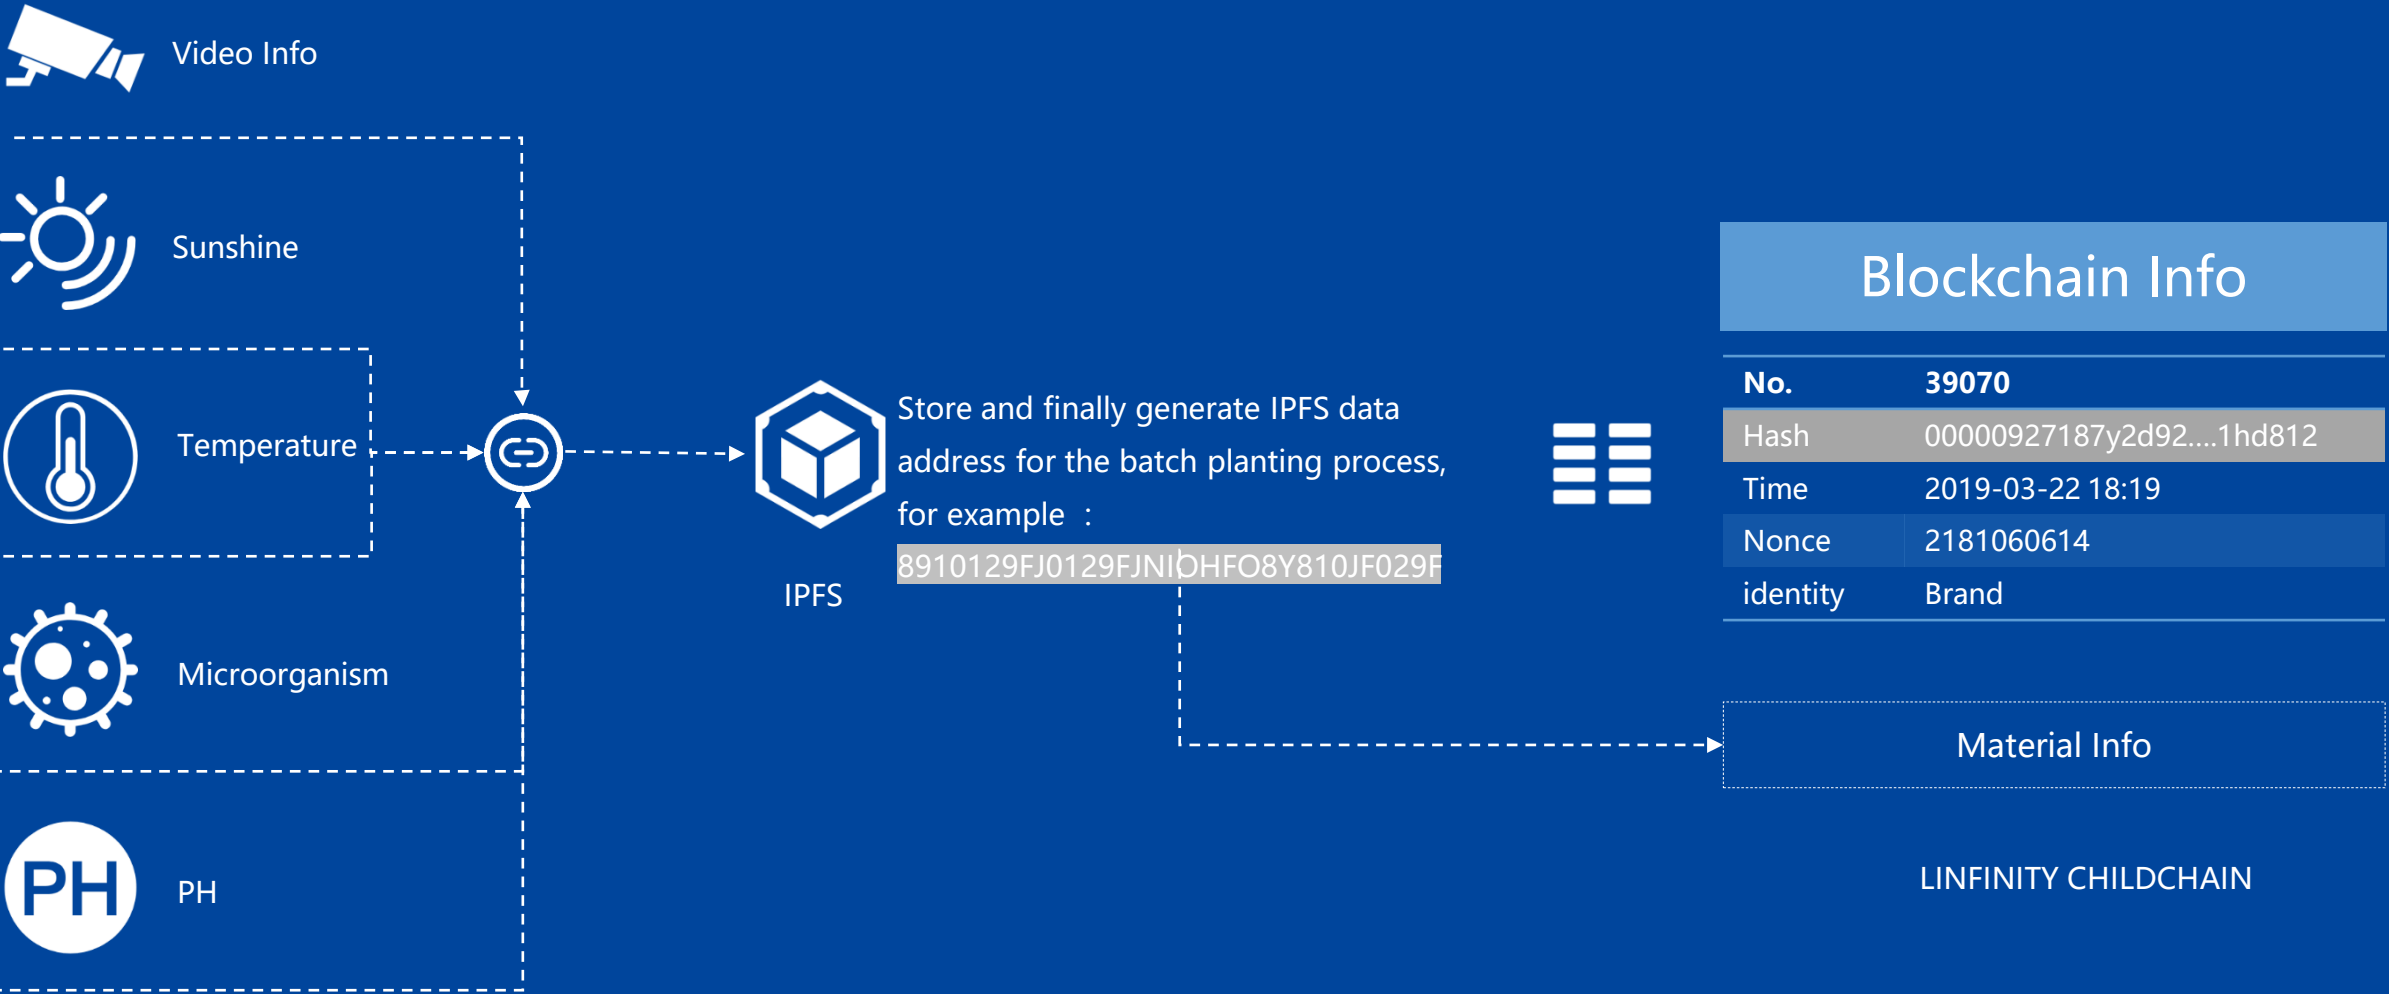 Video Info
Sunshine
Temperature
Microorganism
PH
PH
IPFS
Store and finally generate IPFS data
address for the batch planting process,
for example :
8910129FJ0129FJNIOHFO8Y810JF029F
Blockchain Info
No. 39070
Hash 00000927187y2d92....1hd812
Time 2019-03-22 18:19
Nonce 2181060614
identity Brand
Material Info
LINFINITY CHILDCHAIN